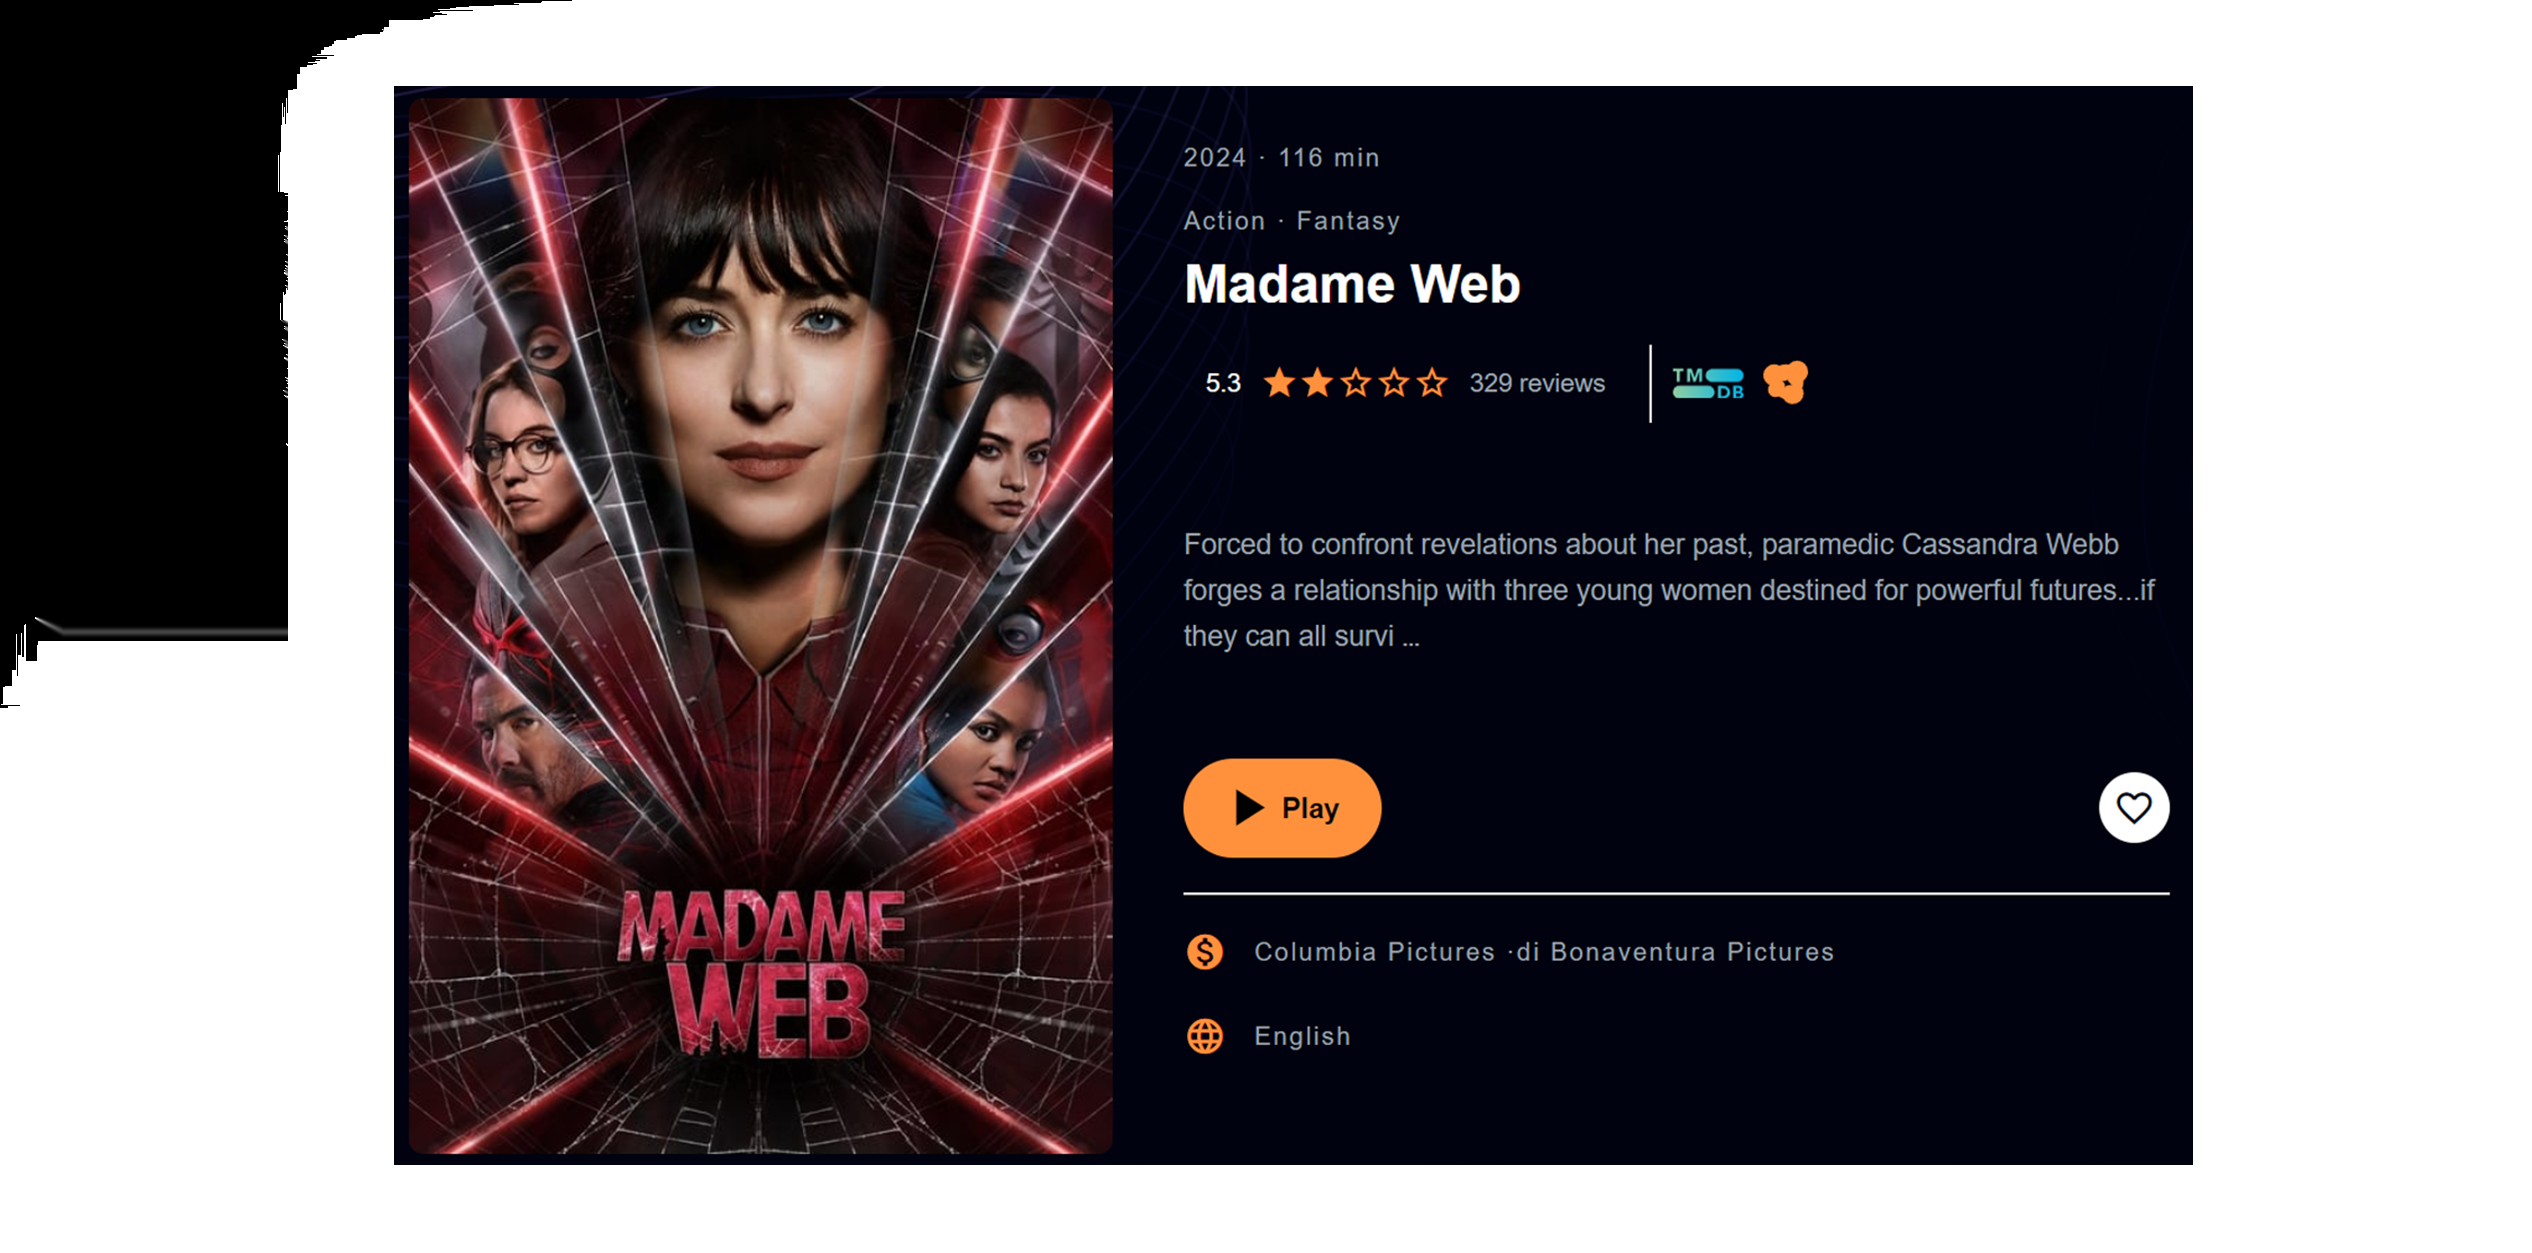 MADAME
WEB
2024 · 116 min
Action · Fantasy
Madame Web
5.3 329 reviews
TM
DB
Forced to confront revelations about her past, paramedic Cassandra Webb
forges a relationship with three young women destined for powerful futures...if
they can all survi ...
Play
Columbia Pictures ·di Bonaventura Pictures
English